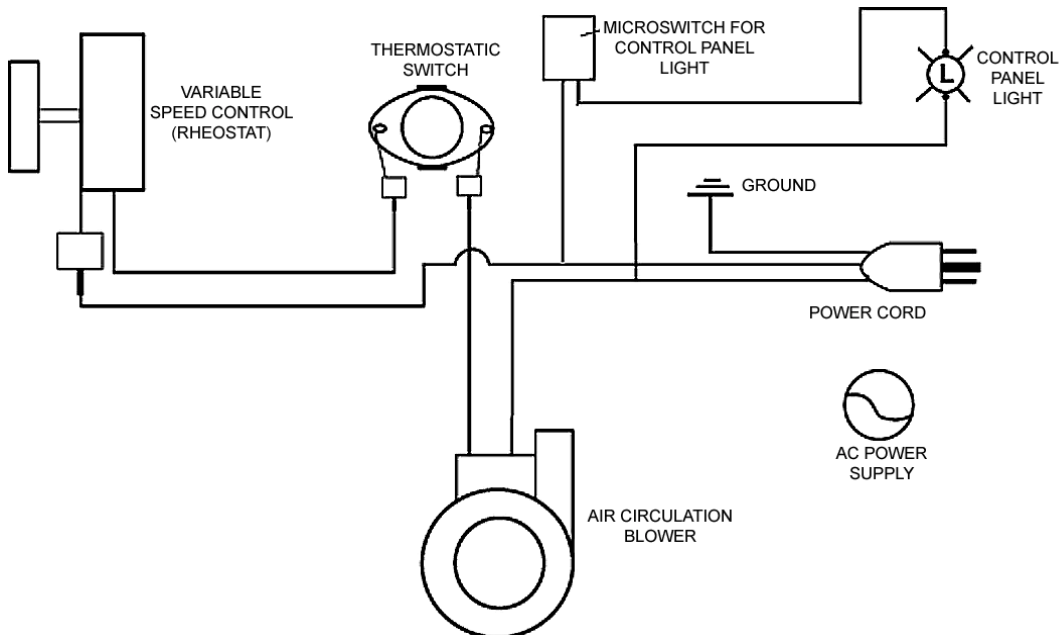 VARIABLE
SPEED CONTROL
(RHEOSTAT)
THERMOSTATIC
SWITCH
MICROSWITCH FOR
CONTROL PANEL
LIGHT
L
CONTROL
PANEL
LIGHT
GROUND
POWER CORD
AC POWER
SUPPLY
AIR CIRCULATION
BLOWER